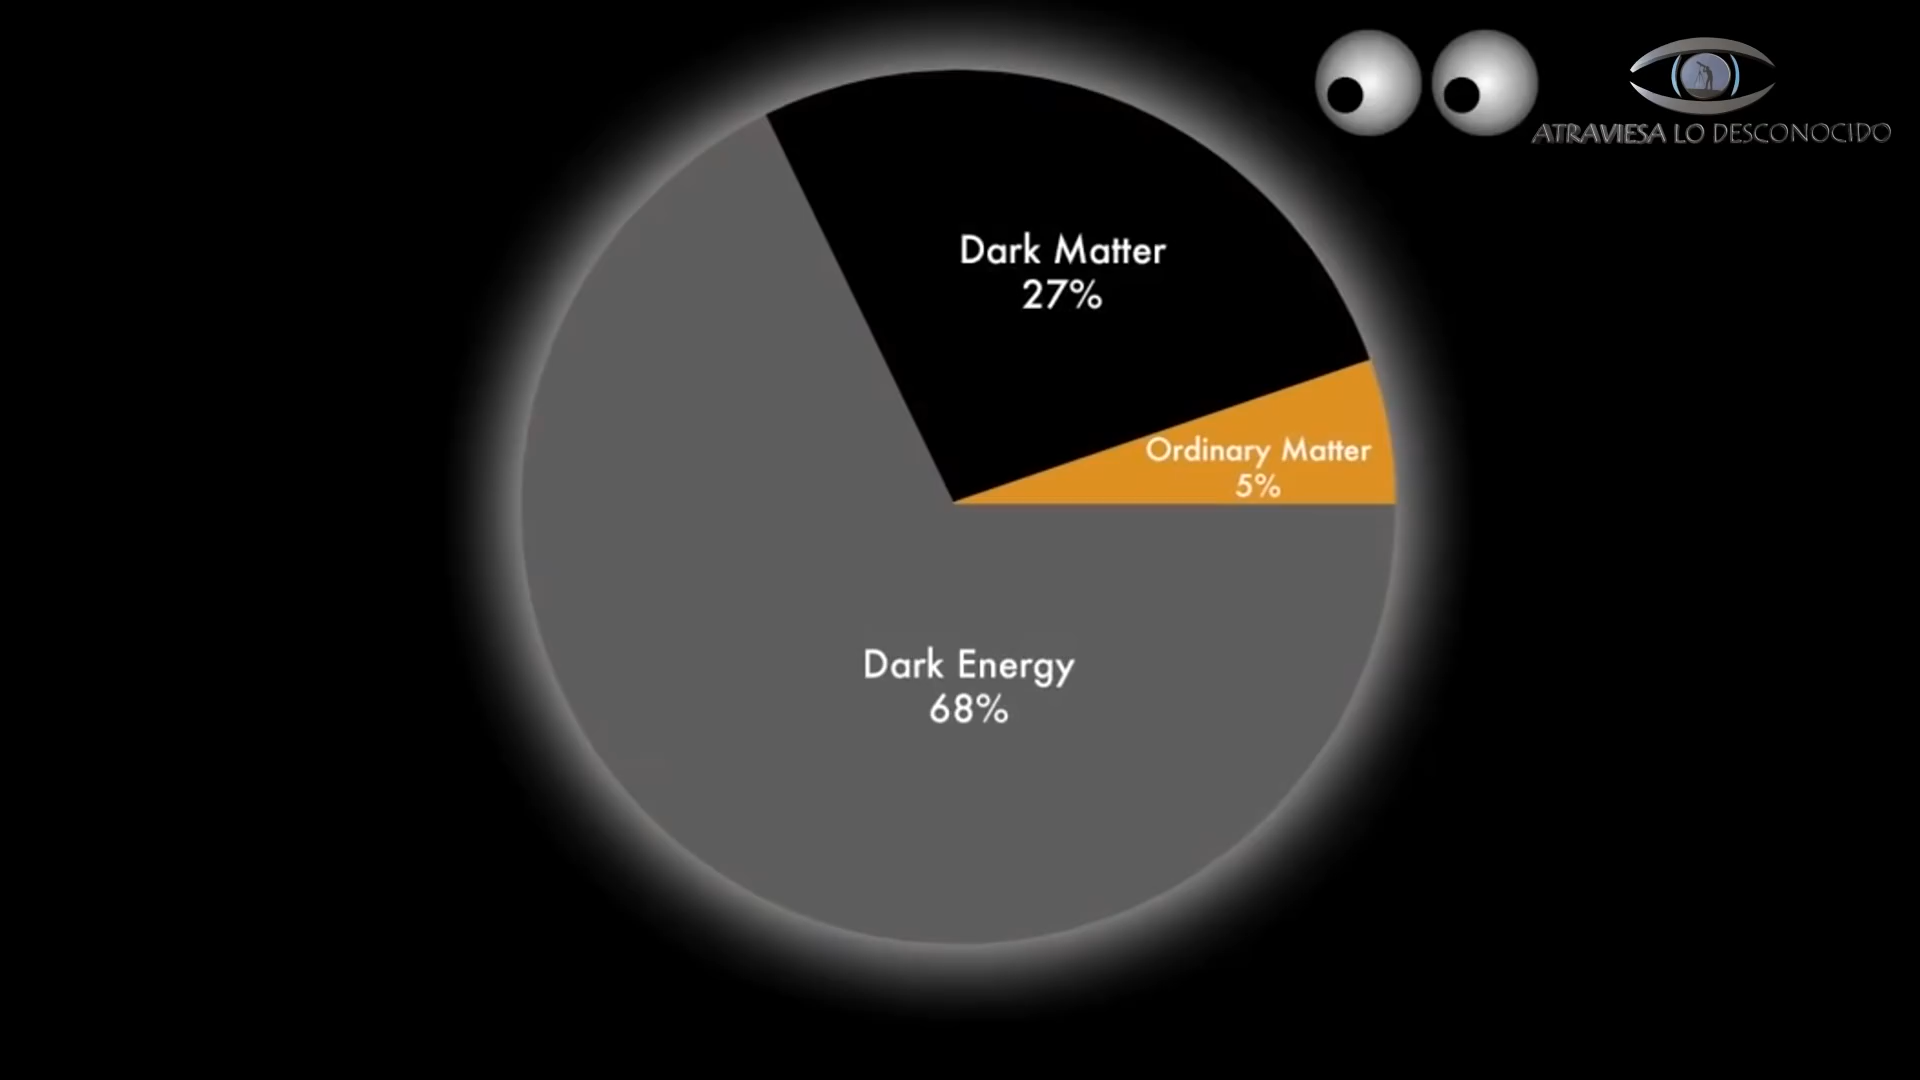 ATRAVIESA LO DESCONOCIDO
Dark Matter
27%
Ordinary Matter
5%
Dark Energy
68%